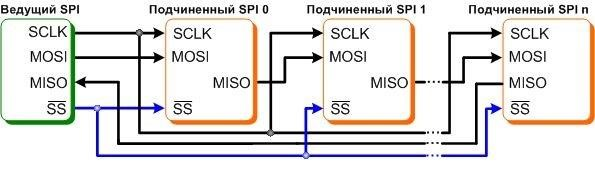 Ведущий SPI
Подчиненный SPI 0
Подчиненный SPI 1
Подчиненный SPI n
SCLK
MOSI
MISO
SS
SCLK
MOSI
MISO
SS
SCLK
MOSI
MISO
SS
SCLK
MOSI
MISO
SS